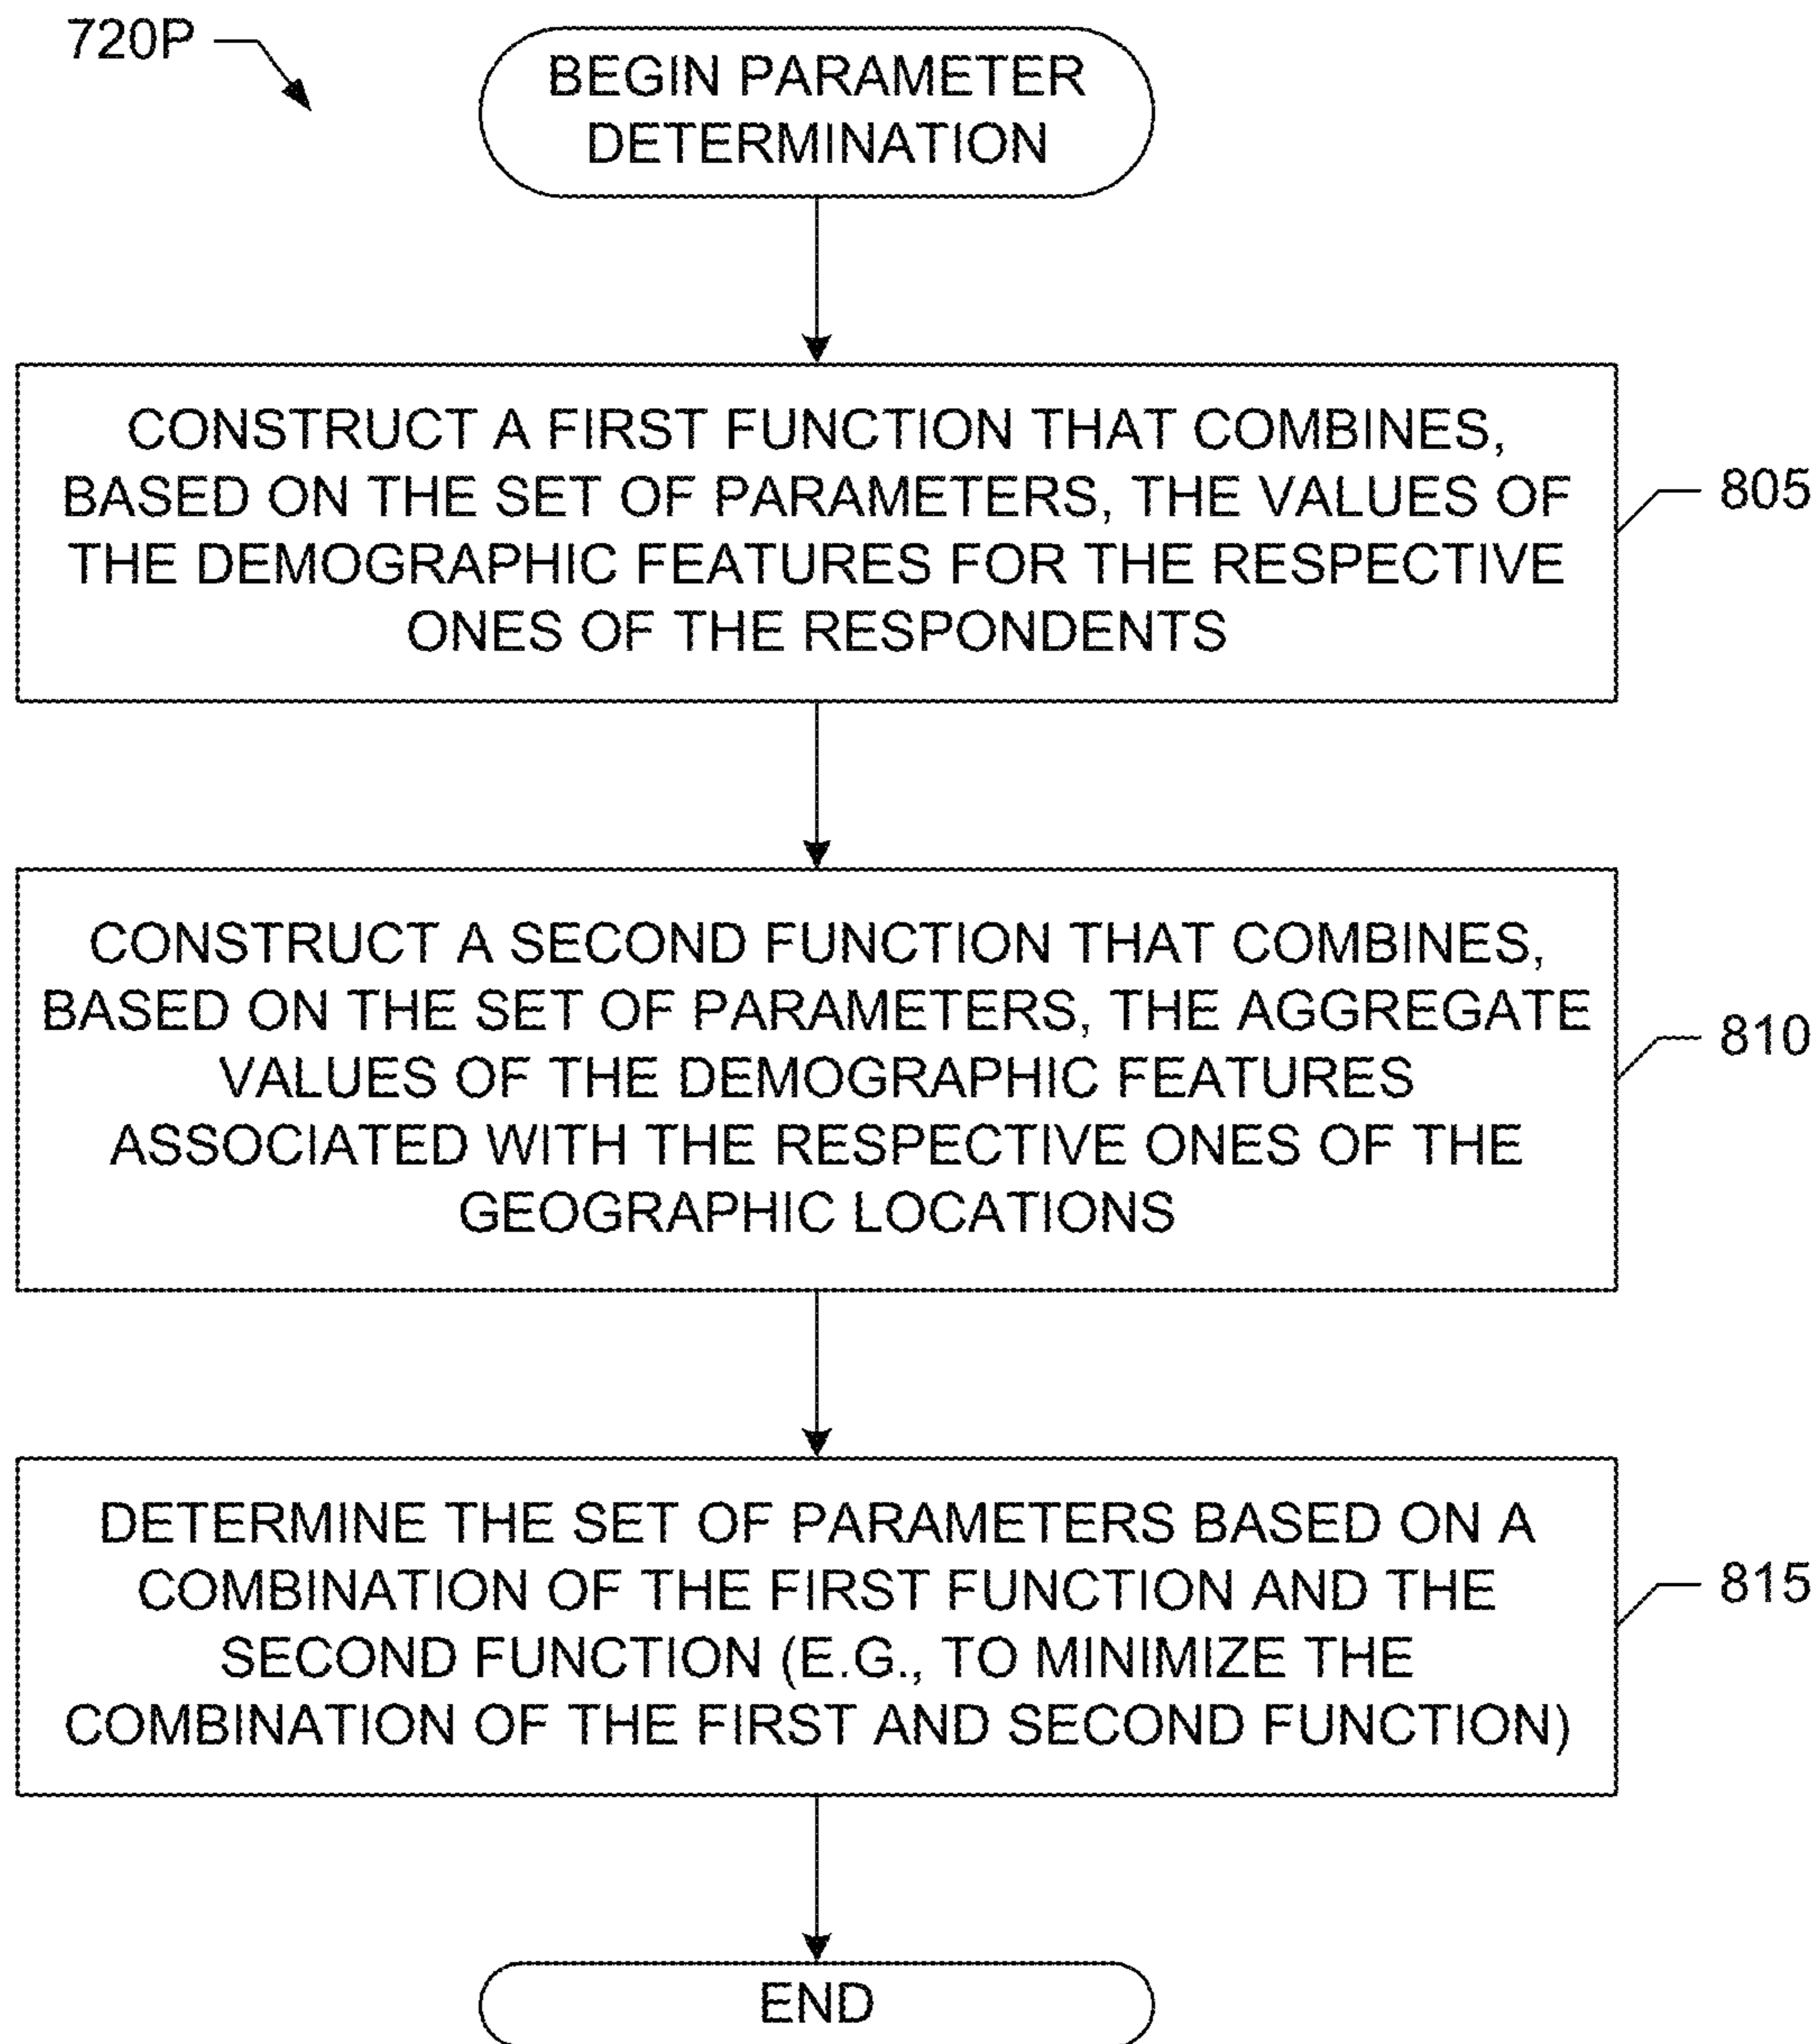 720P
BEGIN PARAMETER
DETERMINATION
CONSTRUCT A FIRST FUNCTION THAT COMBINES,
BASED ON THE SET OF PARAMETERS, THE VALUES OF
THE DEMOGRAPHIC FEATURES FOR THE RESPECTIVE
ONES OF THE RESPONDENTS
805
CONSTRUCT A SECOND FUNCTION THAT COMBINES,
BASED ON THE SET OF PARAMETERS, THE AGGREGATE
VALUES OF THE DEMOGRAPHIC FEATURES
ASSOCIATED WITH THE RESPECTIVE ONES OF THE
GEOGRAPHIC LOCATIONS
810
DETERMINE THE SET OF PARAMETERS BASED ON A
COMBINATION OF THE FIRST FUNCTION AND THE
SECOND FUNCTION (E.G., TO MINIMIZE THE
COMBINATION OF THE FIRST AND SECOND FUNCTION)
815
END